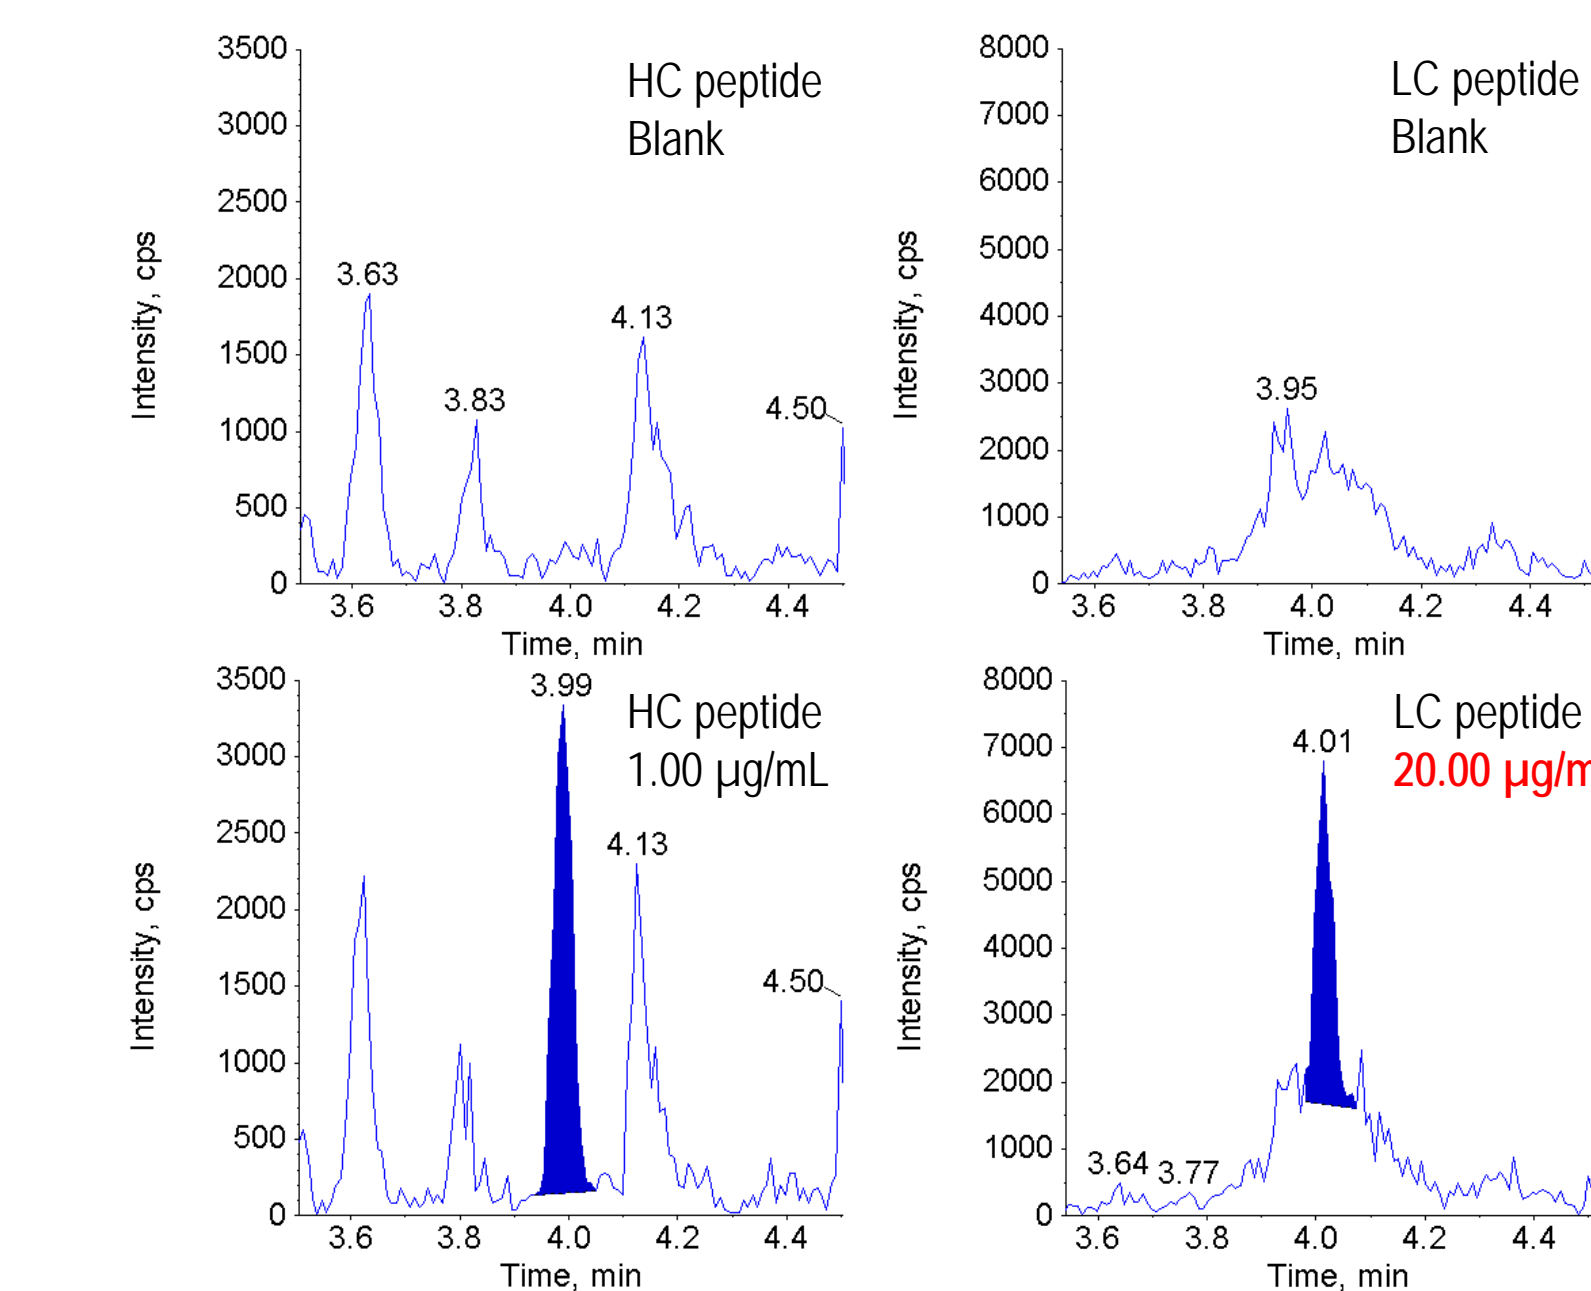 3500
3000
2500
2000
1500
1000
500
0
Intensity, cps
HC peptide
Blank
3.63
3.83
4.13
4.50
3.6 3.8 4.0 4.2 4.4
Time, min
8000
7000
6000
5000
4000
3000
2000
1000
0
Intensity, cps
LC peptide
Blank
3.95
3.6 3.8 4.0 4.2 4.4
Time, min
3500
3000
2500
2000
1500
1000
500
0
Intensity, cps
HC peptide
1.00 µg/mL
3.99
4.13
4.50
3.6 3.8 4.0 4.2 4.4
Time, min
8000
7000
6000
5000
4000
3000
2000
1000
0
Intensity, cps
LC peptide
20.00 µg/m
4.01
3.64 3.77
3.6 3.8 4.0 4.2 4.4
Time, min